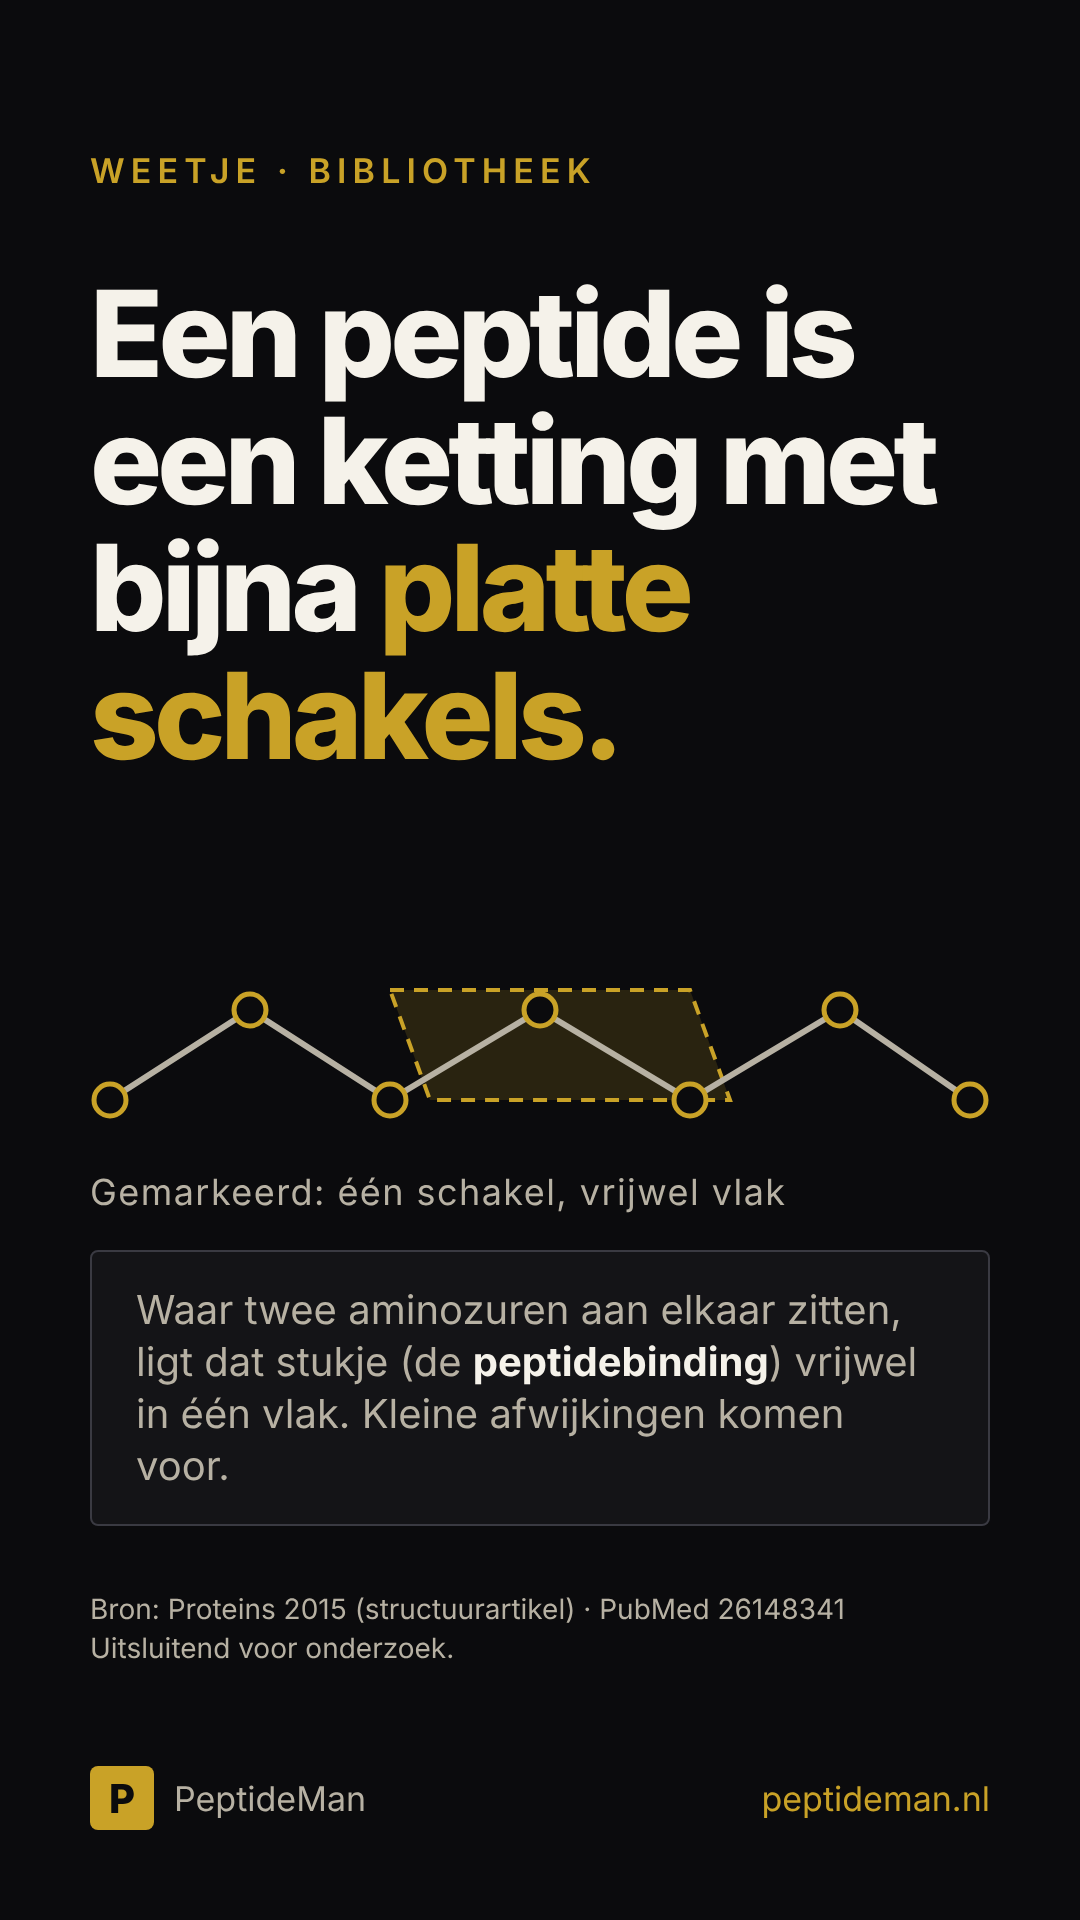 WEETJE · BIBLIOTHEEK
Een peptide is
een ketting met
bijna platte
schakels.
Gemarkeerd: één schakel, vrijwel vlak
Waar twee aminozuren aan elkaar zitten,
ligt dat stukje (de peptidebinding) vrijwel
in één vlak. Kleine afwijkingen komen
voor.
Bron: Proteins 2015 (structuurartikel) · PubMed 26148341
Uitsluitend voor onderzoek.
P PeptideMan
peptideman.nl